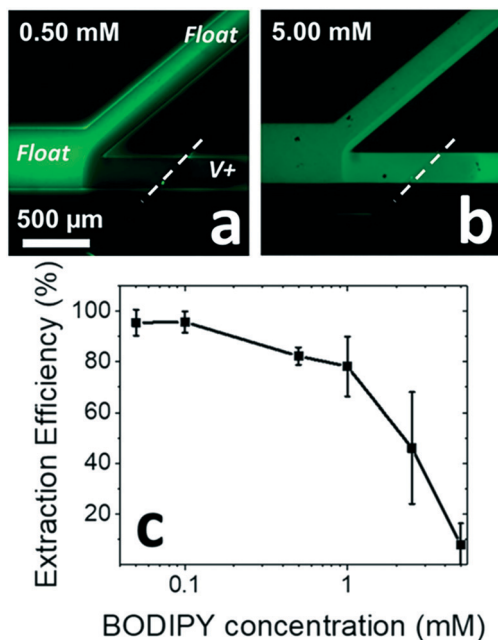 0.50 mM
Float
Float
V+
500 µm
a
5.00 mM
b
Extraction Efficiency (%)
100
80
60
40
20
c
0.1
1
BODIPY concentration (mM)